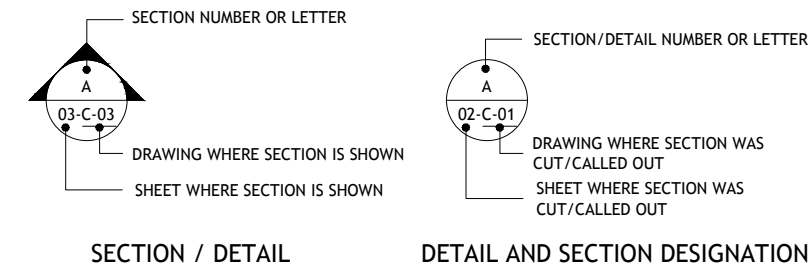 SECTION NUMBER OR LETTER
A
03-C-03
DRAWING WHERE SECTION IS SHOWN
SHEET WHERE SECTION IS SHOWN
SECTION / DETAIL
SECTION/DETAIL NUMBER OR LETTER
A
02-C-01
DRAWING WHERE SECTION WAS
CUT/CALLED OUT
SHEET WHERE SECTION WAS
CUT/CALLED OUT
DETAIL AND SECTION DESIGNATION